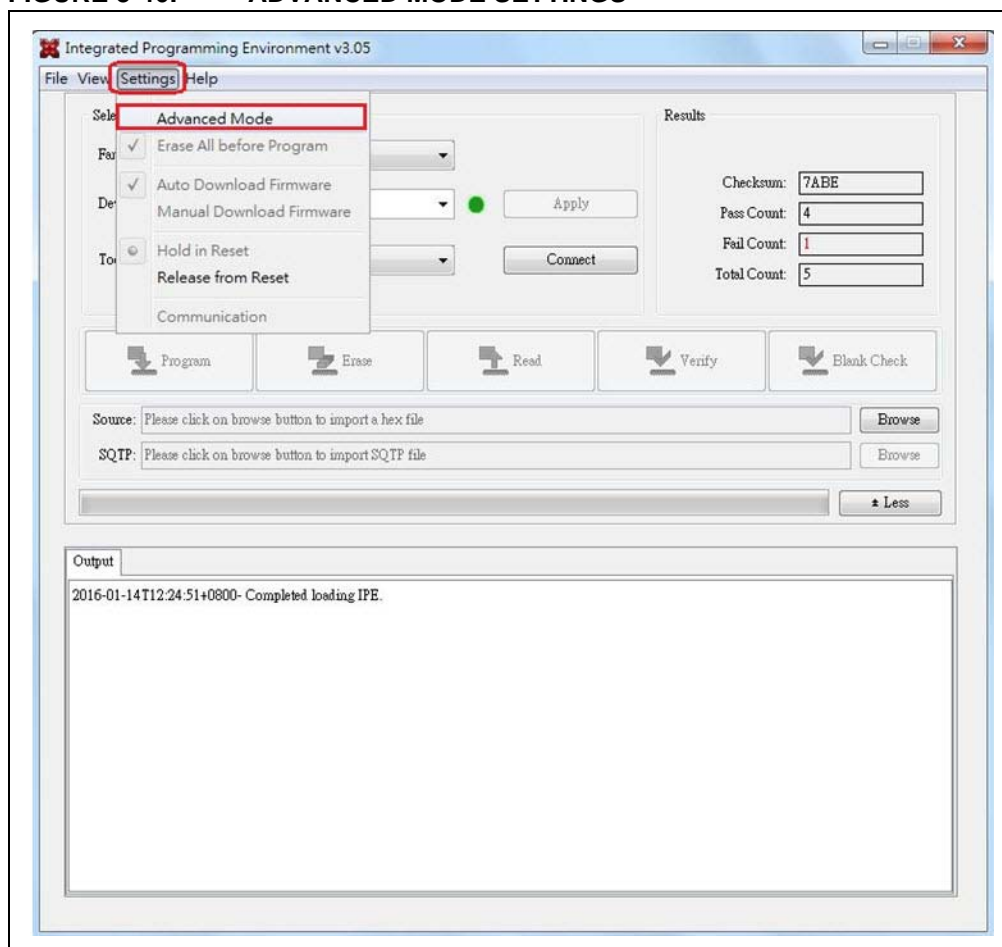 ADVANCED MODE SETTINGS
Integrated Programming Environment v3.05
File View Settings Help
Advanced Mode
Erase All before Program
Auto Download Firmware
Manual Download Firmware
Hold in Reset
Release from Reset
Communication
Apply
Connect
Results
Checksum: 7ABE
Pass Count: 4
Fail Count: 1
Total Count: 5
Program Erase Read Verify Blank Check
Source: Please click on browse button to import a hex file Browse
SQTP: Please click on browse button to import SQTP file Browse
± Less
Output
2016-01-14T12:24:51+0800- Completed loading IPE.